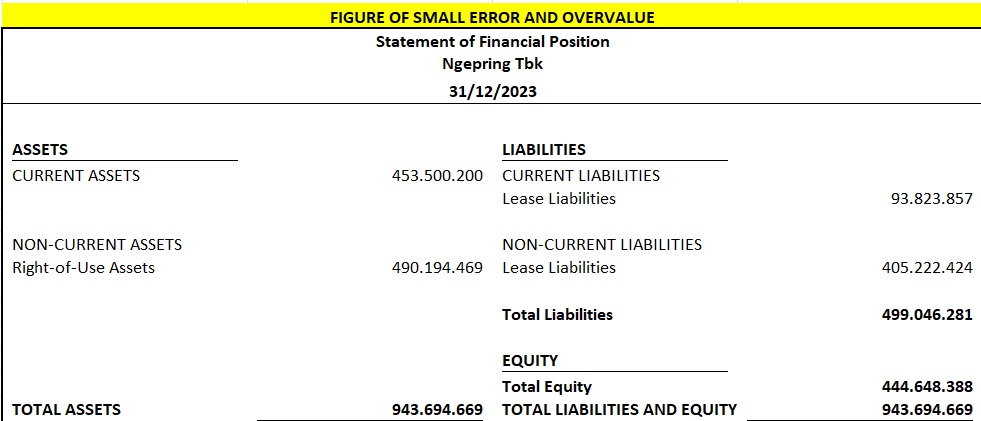 FIGURE OF SMALL ERROR AND OVERVALUE
Statement of Financial Position
Ngepring Tbk
31/12/2023
ASSETS LIABILITIES
CURRENT ASSETS 453.500.200 CURRENT LIABILITIES
Lease Liabilities 93.823.857
NON-CURRENT ASSETS NON-CURRENT LIABILITIES
Right-of-Use Assets 490.194.469 Lease Liabilities 405.222.424
Total Liabilities 499.046.281
EQUITY
Total Equity 444.648.388
TOTAL ASSETS 943.694.669 TOTAL LIABILITIES AND EQUITY 943.694.669